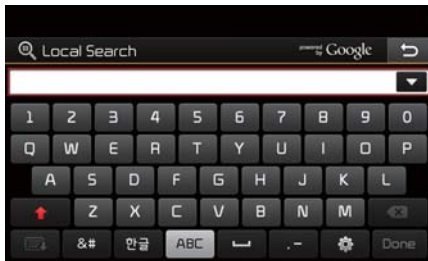 Local Search powered by Google
1 2 3 4 5 6 7 8 9 0
Q W E R T Y U I O P
A S D F G H J K L
Z X C V B N M
&# 한글 ABC .- Done